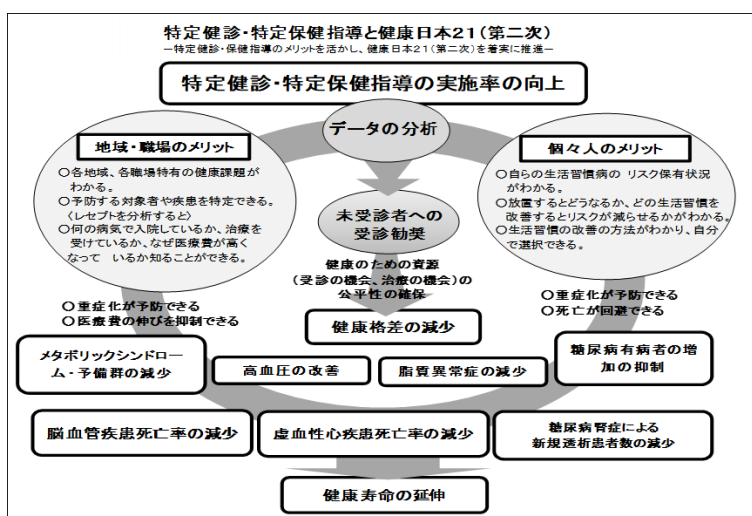 特定健診・特定保健指導と健康日本21(第二次)
－特定健診・保健指導のメリットを活かし、健康日本21(第二次)を着実に推進－
特定健診・特定保健指導の実施率の向上
データの分析
地域・職場のメリット
○各地域、各職場特有の健康課題が
わかる。
○予防する対象者や疾患を特定できる。
〈レセプトを分析すると〉
○何の病気で入院しているか、治療を
受けているか、なぜ医療費が高く
なって いるか知ることができる。
個々人のメリット
○自らの生活習慣病の リスク保有状況
がわかる。
○放置するとどうなるか、どの生活習慣を
改善するとリスクが減らせるかがわかる。
○生活習慣の改善の方法がわかり、自分
で選択できる。
未受診者への
受診勧奨
健康のための資源
(受診の機会、治療の機会)の
公平性の確保
健康格差の減少
○重症化が予防できる
○医療費の伸びを抑制できる
○重症化が予防できる
○死亡が回避できる
メタボリックシンドロー
ム・予備群の減少
高血圧の改善
脂質異常症の減少
糖尿病有病者の増
加の抑制
脳血管疾患死亡率の減少
虚血性心疾患死亡率の減少
糖尿病腎症による
新規透析患者数の減少
健康寿命の延伸